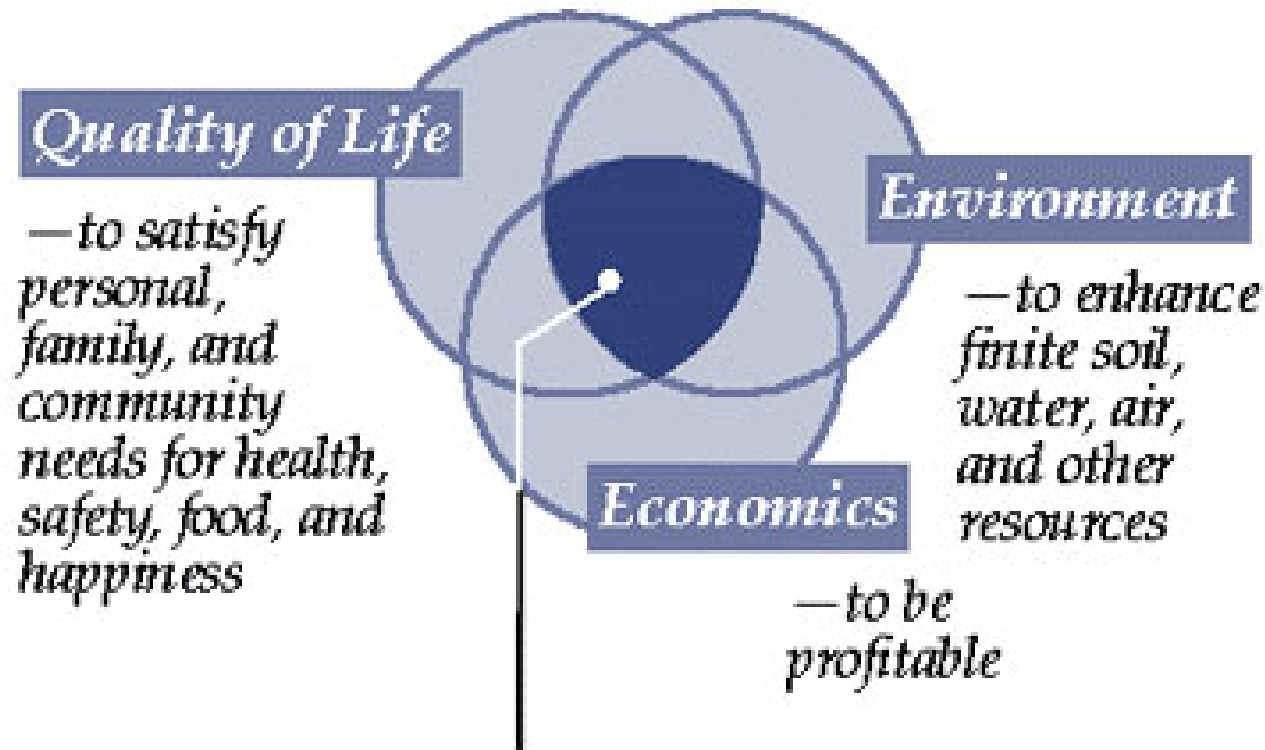 Quality of Life
—to satisfy
personal,
family, and
community
needs for health,
safety, food, and
happiness
Environment
—to enhance
finite soil,
water, air,
and other
resources
Economics
—to be
profitable